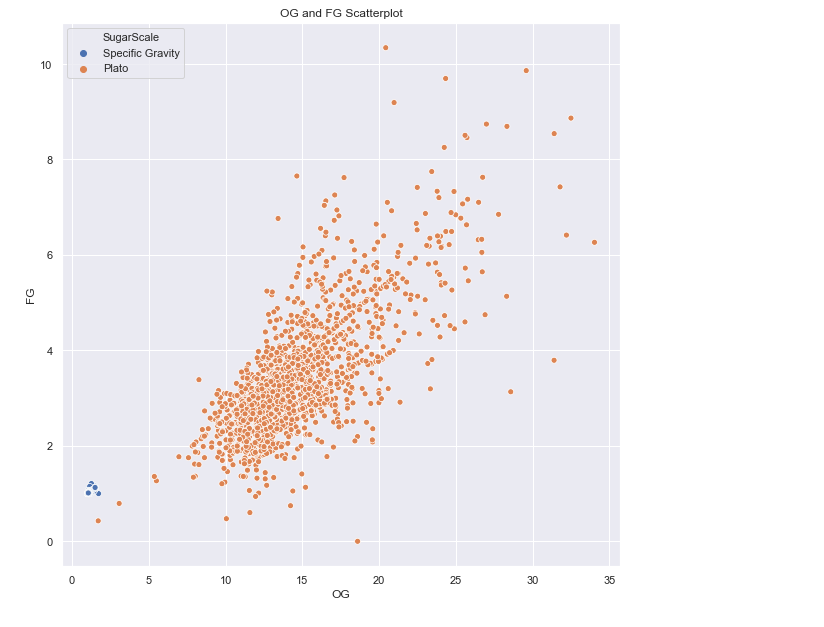 OG and FG Scatterplot
SugarScale
Specific Gravity
Plato
FG
10
8
6
4
2
0
0 5 10 15 20 25 30 35
OG